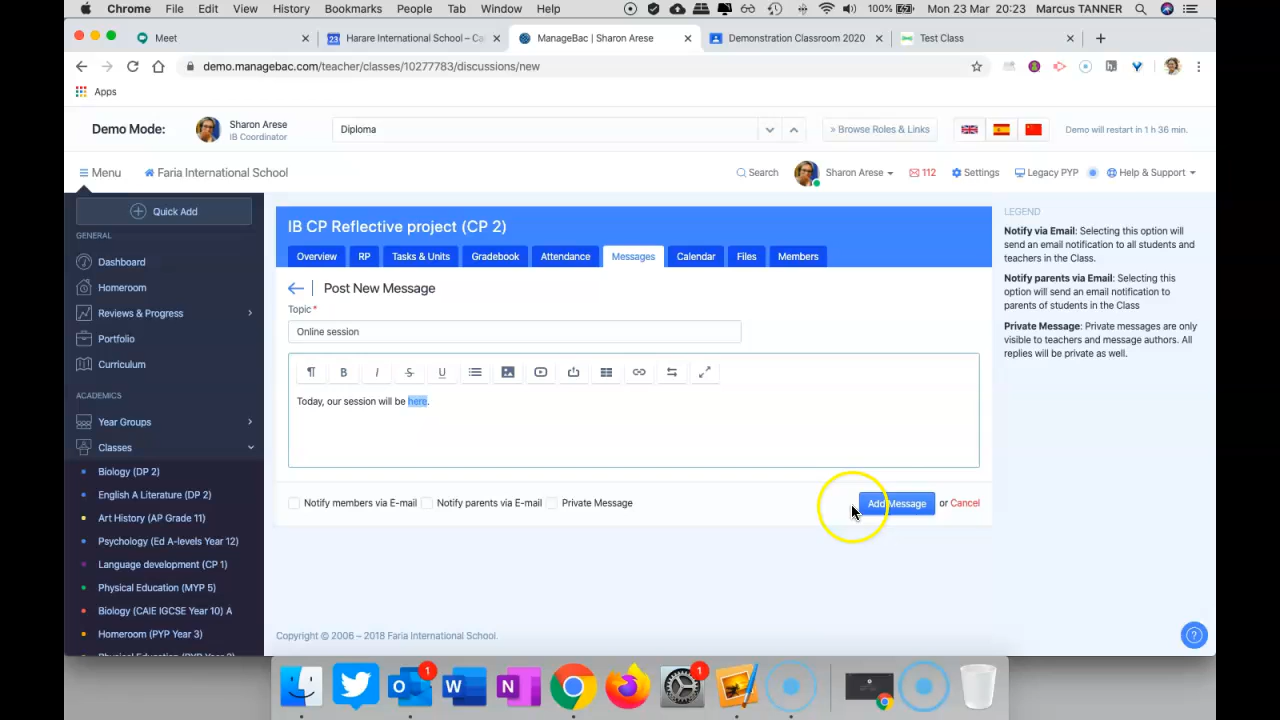 Chrome File Edit View History Bookmarks People Tab Window Help 100% Mon 23 Mar 20:23 Marcus TANNER
Meet
Harare International School – Ca
ManageBac | Sharon Arese
Demonstration Classroom 2020
Test Class
demo.managebac.com/teacher/classes/10277783/discussions/new
Apps
Demo Mode:
Sharon Arese
IB Coordinator
Diploma
» Browse Roles & Links
Demo will restart in 1 h 36 min.
Menu
Faria International School
Search
Sharon Arese
112
Settings
Legacy PYP
Help & Support
Quick Add
GENERAL
Dashboard
Homeroom
Reviews & Progress
Portfolio
Curriculum
ACADEMICS
Year Groups
Classes
Biology (DP 2)
English A Literature (DP 2)
Art History (AP Grade 11)
Psychology (Ed A-levels Year 12)
Language development (CP 1)
Physical Education (MYP 5)
Biology (CAIE IGCSE Year 10) A
Homeroom (PYP Year 3)
IB CP Reflective project (CP 2)
Overview RP Tasks & Units Gradebook Attendance Messages Calendar Files Members
Post New Message
Topic *
Online session
Today, our session will be here.
Notify members via E-mail Notify parents via E-mail Private Message
Add Message or Cancel
Copyright © 2006 – 2018 Faria International School.
LEGEND
Notify via Email: Selecting this option will
send an email notification to all students and
teachers in the Class.
Notify parents via Email: Selecting this
option will send an email notification to
parents of students in the Class
Private Message: Private messages are only
visible to teachers and message authors. All
replies will be private as well.
1
1